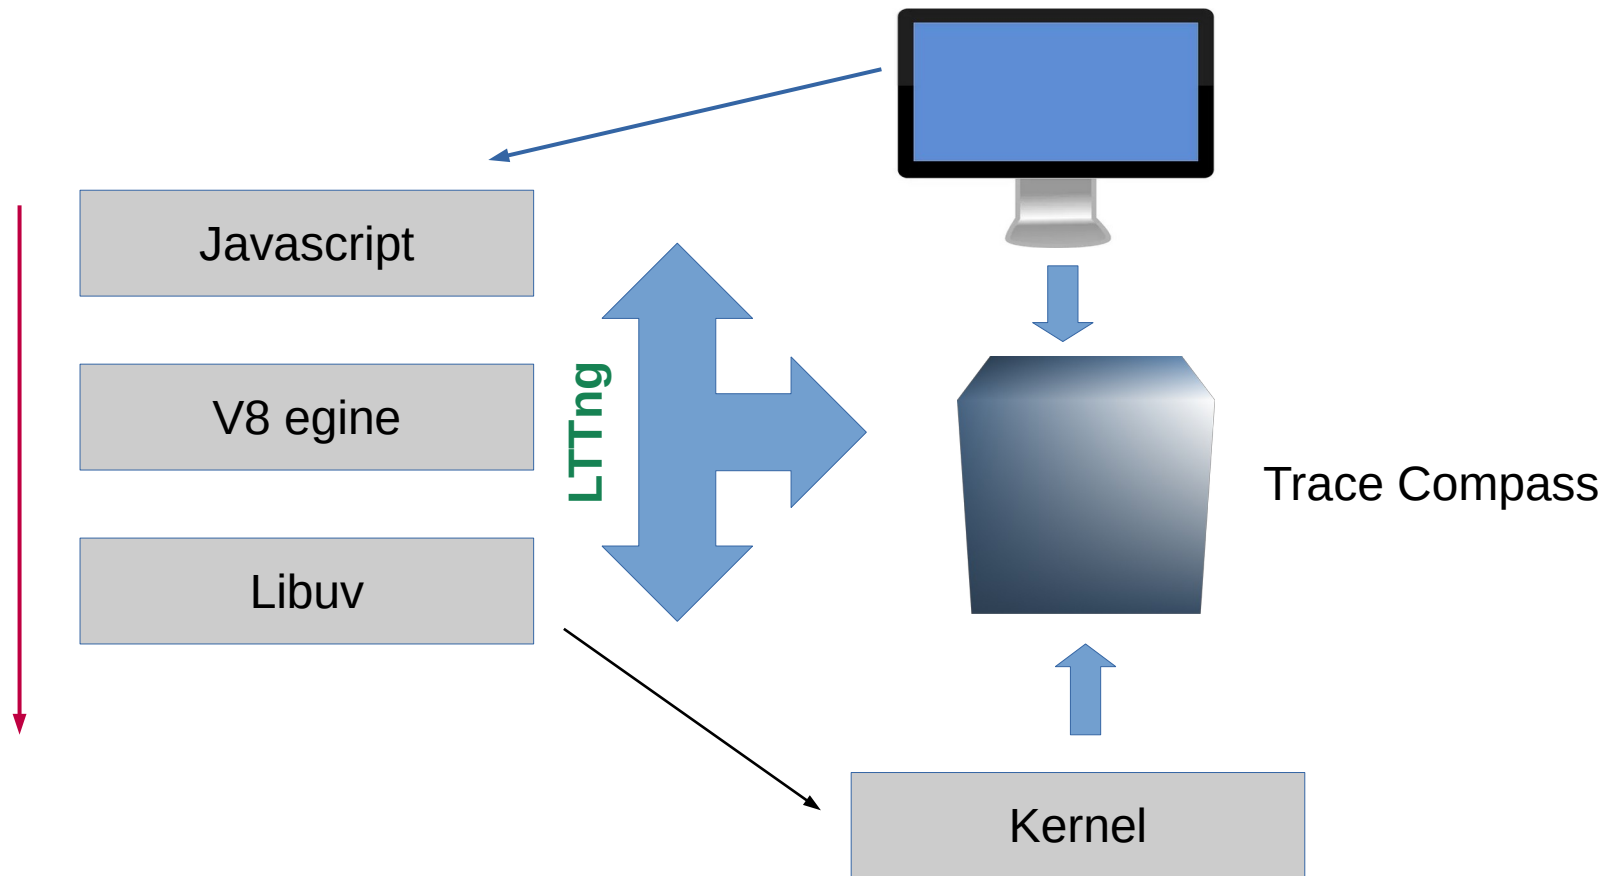 Javascript
V8 egine
Libuv
LTTng
Trace Compass
Kernel